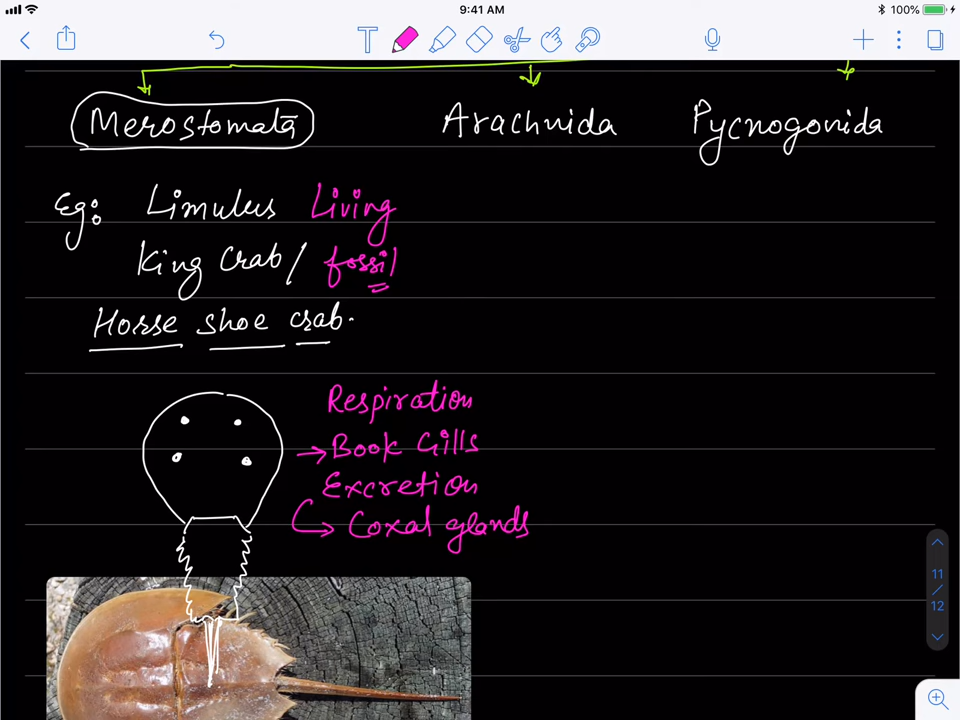 9:41 AM
100%
Merostomata Arachnida Pycnogonida
Eg: Limulus Living
King Crab/ fossil
Horse shoe crab.
Respiration
→ Book Gills
Excretion
↳ Coxal glands
11
/
12